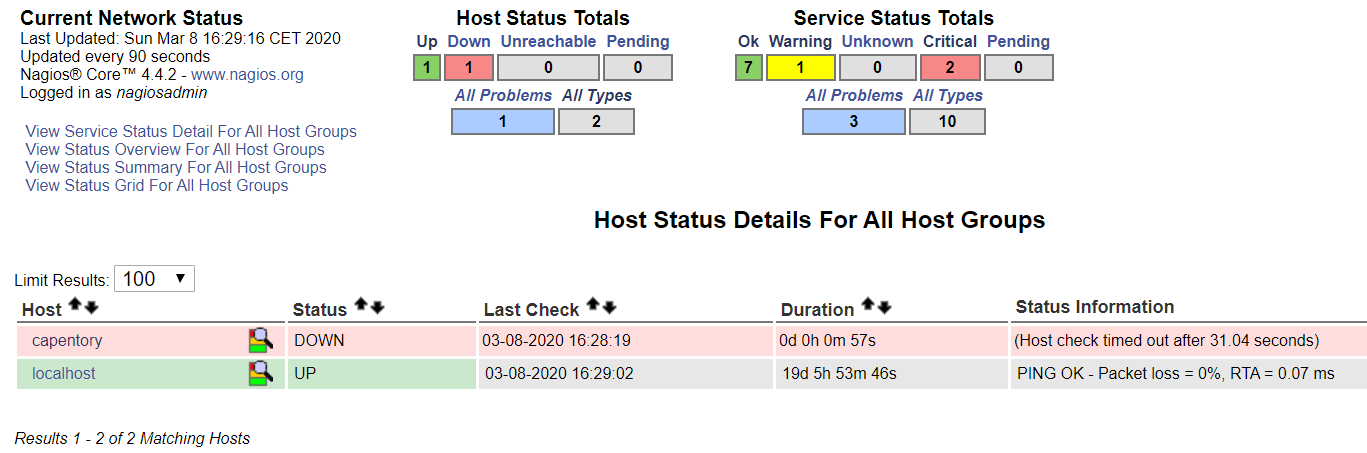 Current Network Status
Last Updated: Sun Mar 8 16:29:16 CET 2020
Updated every 90 seconds
Nagios® Core™ 4.4.2 - www.nagios.org
Logged in as nagiosadmin
View Service Status Detail For All Host Groups
View Status Overview For All Host Groups
View Status Summary For All Host Groups
View Status Grid For All Host Groups
Host Status Totals
Up Down Unreachable Pending
1 1 0 0
All Problems All Types
1 2
Service Status Totals
Ok Warning Unknown Critical Pending
7 1 0 2 0
All Problems All Types
3 10
Host Status Details For All Host Groups
Limit Results: 100
Host Status Last Check Duration Status Information
capentory DOWN 03-08-2020 16:28:19 0d 0h 0m 57s (Host check timed out after 31.04 seconds)
localhost UP 03-08-2020 16:29:02 19d 5h 53m 46s PING OK - Packet loss = 0%, RTA = 0.07 ms
Results 1 - 2 of 2 Matching Hosts